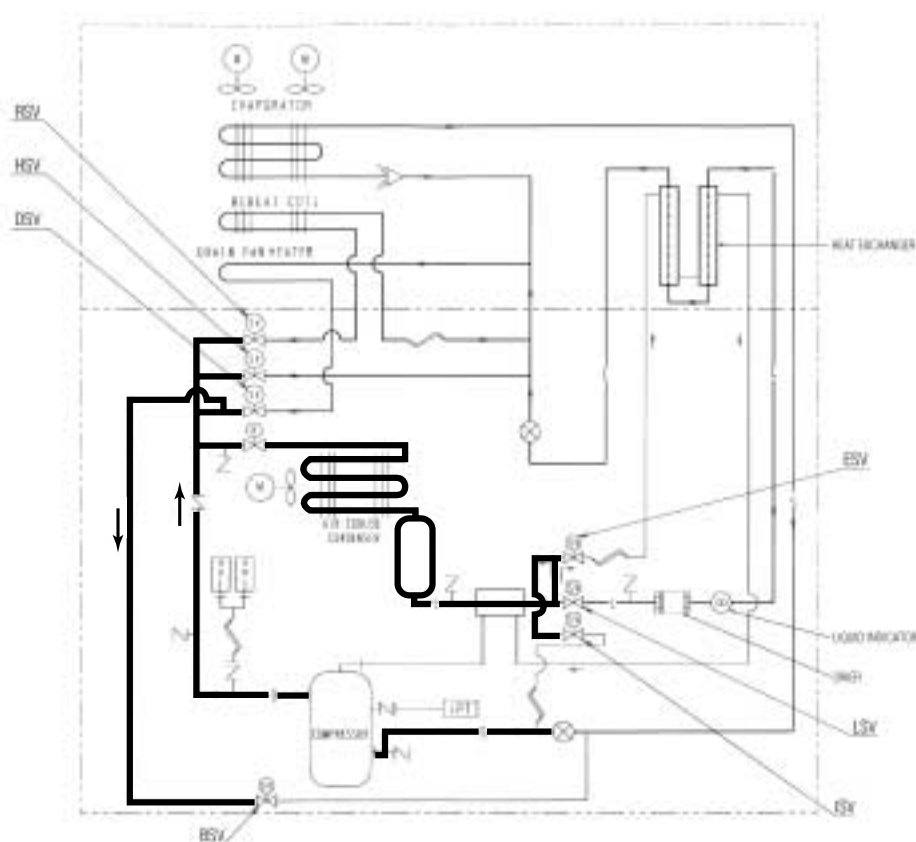 M
M
EVAPORATOR
RSV
HSV
DSV
REHEAT COIL
DRAIN PAN HEATER
HEAT EXCHANGER
ESV
M
AIR COOLED
CONDENSER
LIQUID INDICATOR
DRIER
LSV
LPT
COMPRESSOR
ISV
BSV